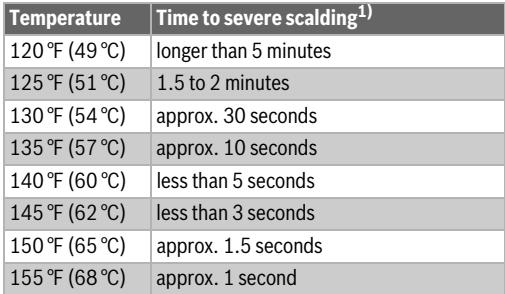 Temperature Time to severe scalding1)
120 °F (49 °C) longer than 5 minutes
125 °F (51 °C) 1.5 to 2 minutes
130 °F (54 °C) approx. 30 seconds
135 °F (57 °C) approx. 10 seconds
140 °F (60 °C) less than 5 seconds
145 °F (62 °C) less than 3 seconds
150 °F (65 °C) approx. 1.5 seconds
155 °F (68 °C) approx. 1 second